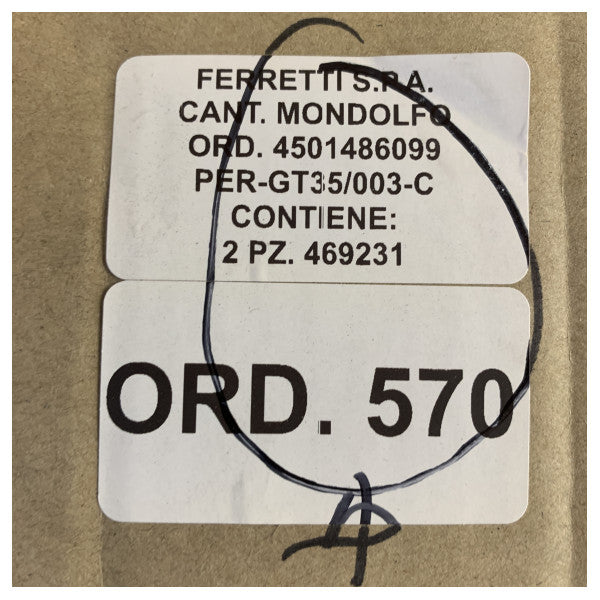 FERRETTI S.P.A.
CANT. MONDOLFO
ORD. 4501486099
PER-GT35/003-C
CONTIENE:
2 PZ. 469231
ORD. 570
4